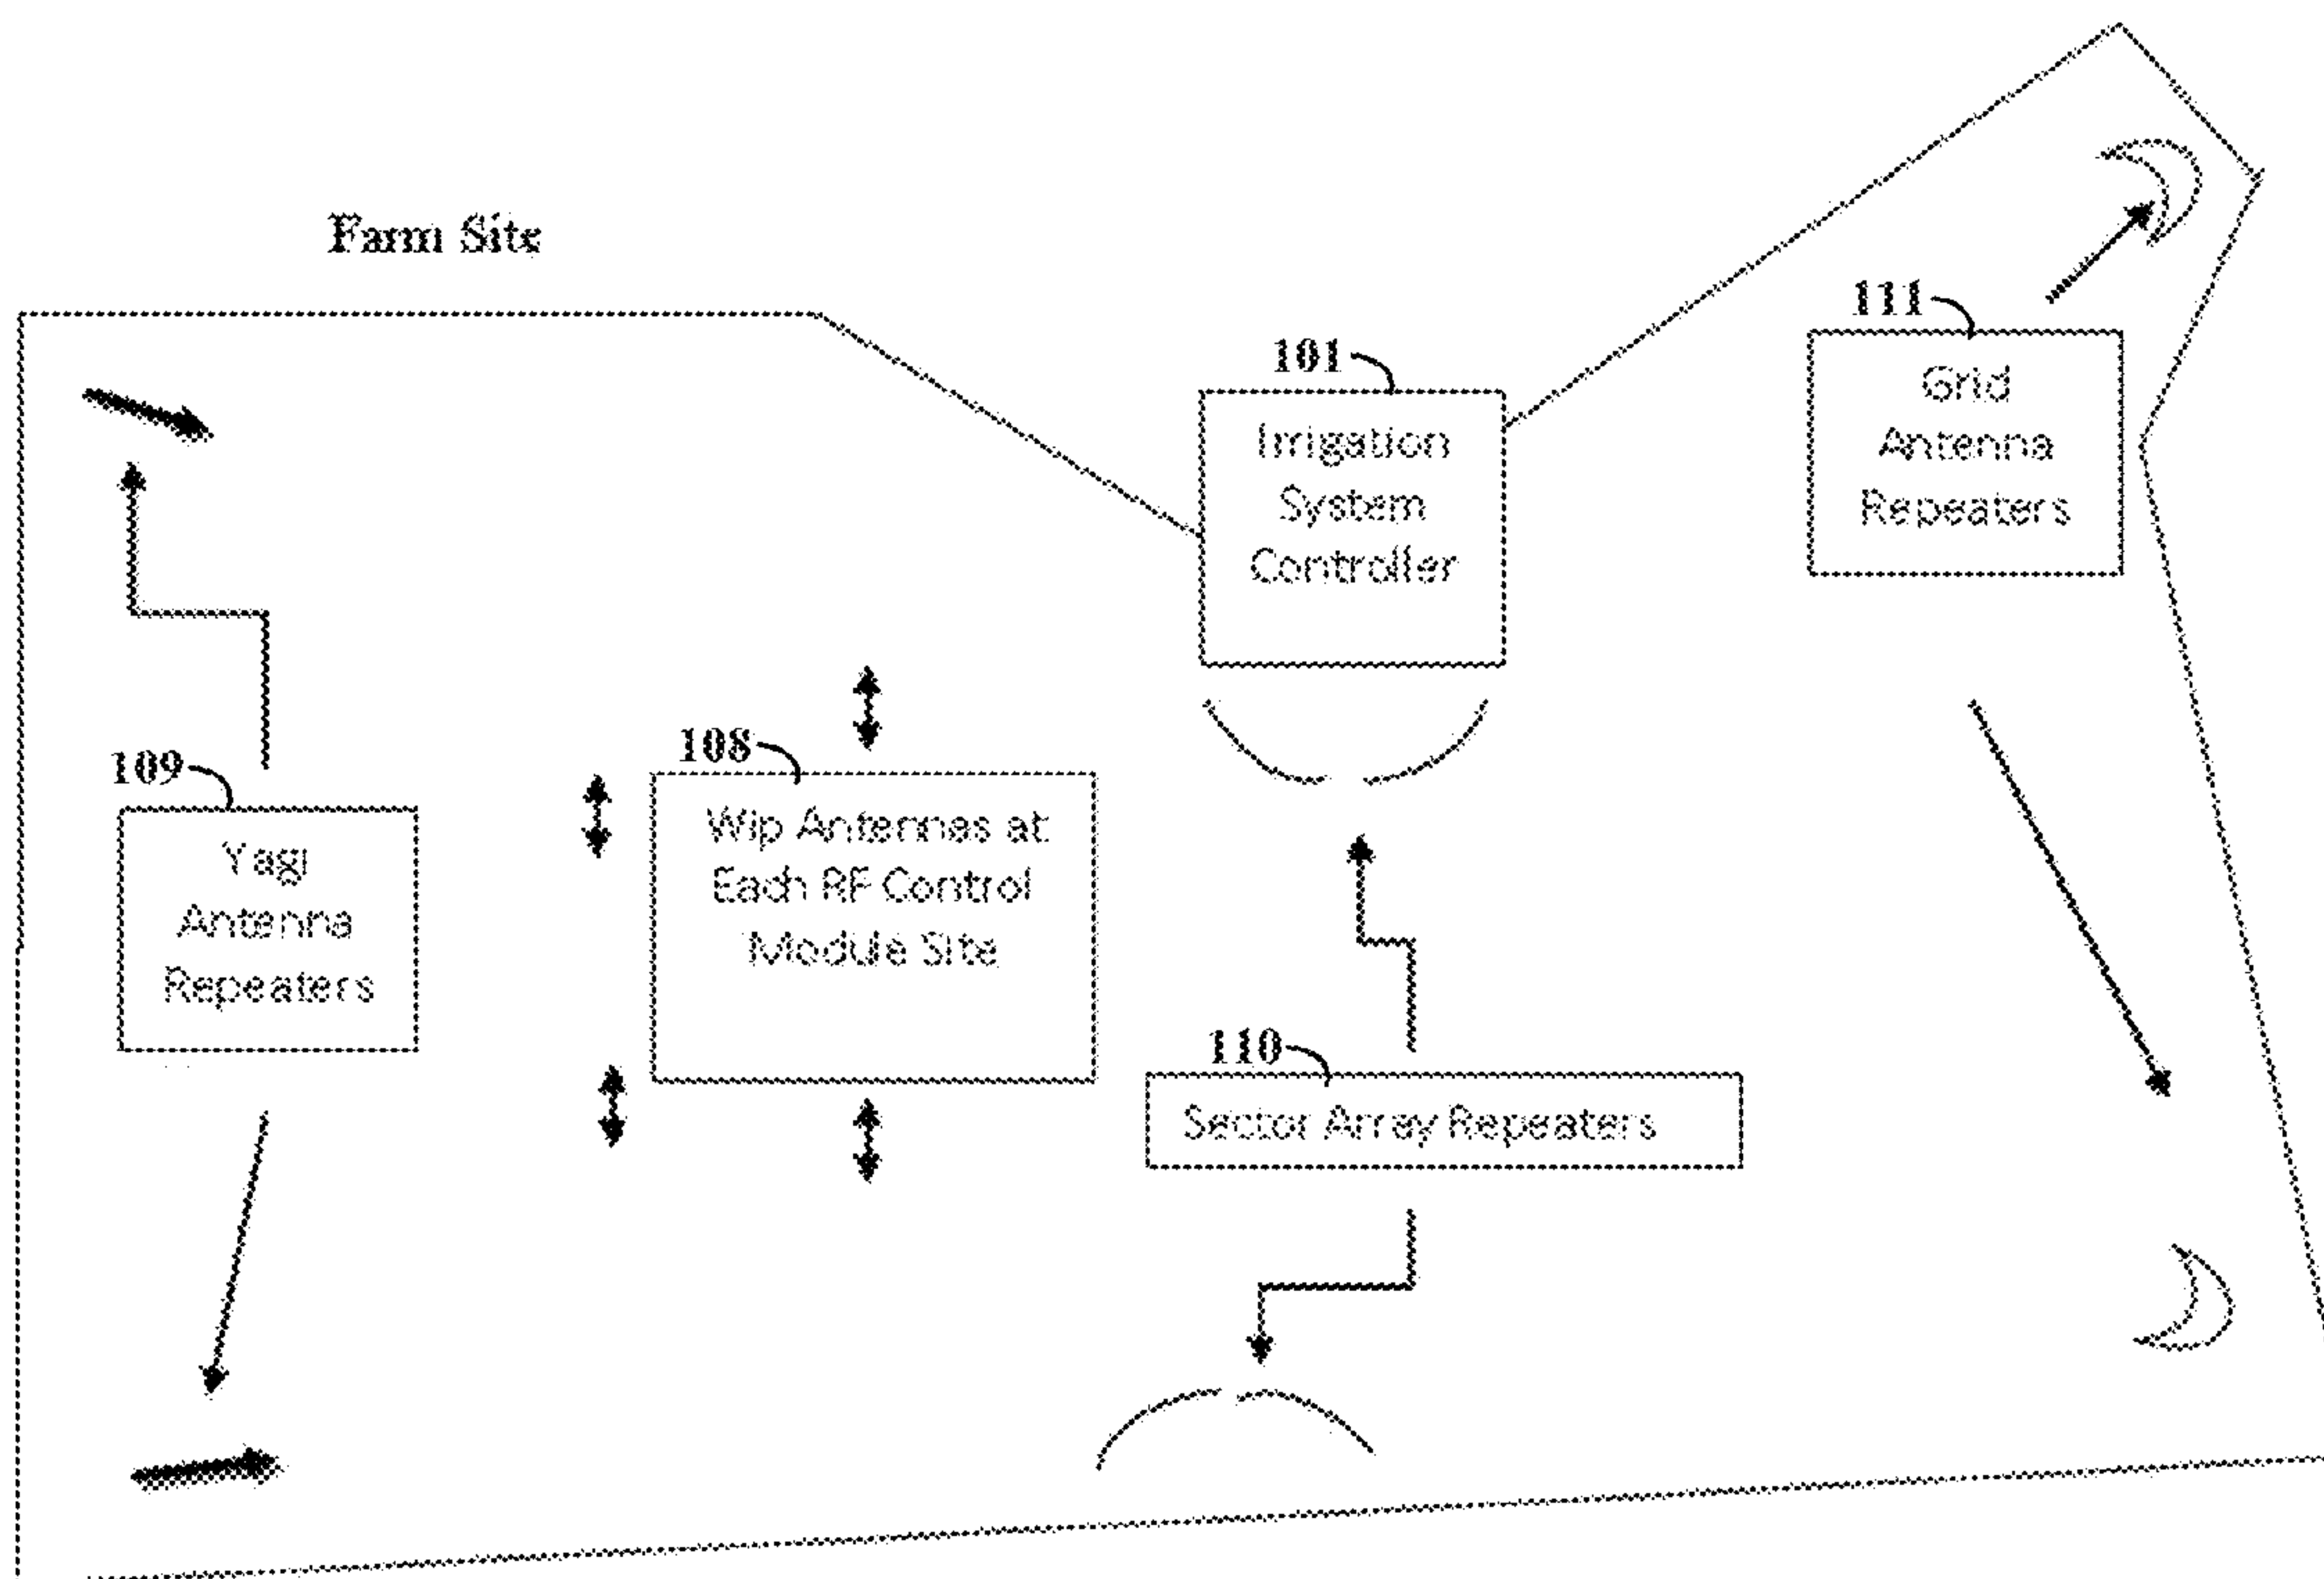 Farm Site
111
Grid
Antenna
Repeaters
101
Irrigation
System
Controller
109
Yagi
Antenna
Repeaters
108
Wip Antennas at
Each RF Control
Module Site
110
Sector Array Repeaters